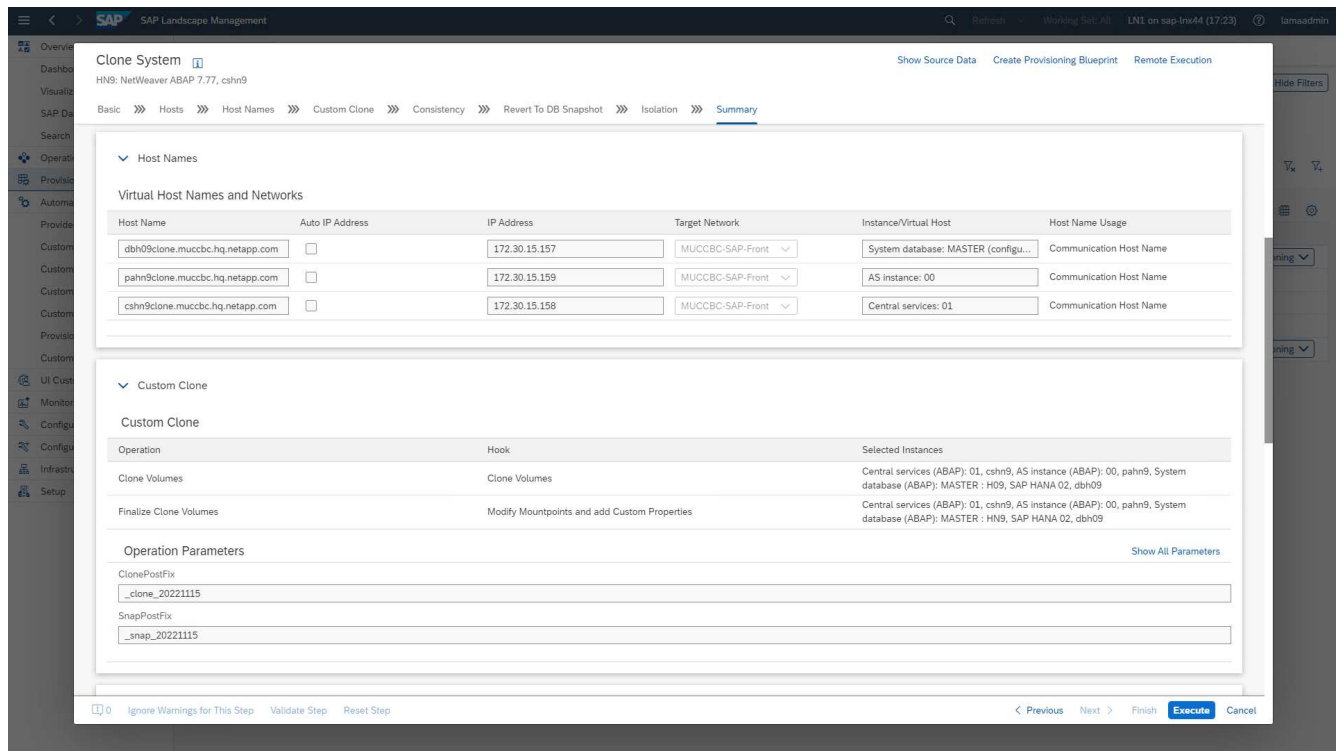 SAP SAP Landscape Management Refresh Working Set: All LN1 on sap-lnx44 (17:23) lamaadmin
Overvie
Dashbo
Visualiz
SAP Da
Search
Operati
Provisio
Automa
Provide
Custom
Custom
Custom
Custom
Provisio
Custom
UI Cust
Monitor
Configu
Configu
Infrastru
Setup
Hide Filters
oning
oning
Clone System Show Source Data Create Provisioning Blueprint Remote Execution
HN9: NetWeaver ABAP 7.77, cshn9
Basic Hosts Host Names Custom Clone Consistency Revert To DB Snapshot Isolation Summary
Host Names
Virtual Host Names and Networks
Host Name Auto IP Address IP Address Target Network Instance/Virtual Host Host Name Usage
dbh09clone.muccbc.hq.netapp.com 172.30.15.157 MUCCBC-SAP-Front System database: MASTER (configu... Communication Host Name
pahn9clone.muccbc.hq.netapp.com 172.30.15.159 MUCCBC-SAP-Front AS instance: 00 Communication Host Name
cshn9clone.muccbc.hq.netapp.com 172.30.15.158 MUCCBC-SAP-Front Central services: 01 Communication Host Name
Custom Clone
Custom Clone
Operation Hook Selected Instances
Clone Volumes Clone Volumes Central services (ABAP): 01, cshn9, AS instance (ABAP): 00, pahn9, System
database (ABAP): MASTER : H09, SAP HANA 02, dbh09
Finalize Clone Volumes Modify Mountpoints and add Custom Properties Central services (ABAP): 01, cshn9, AS instance (ABAP): 00, pahn9, System
database (ABAP): MASTER : HN9, SAP HANA 02, dbh09
Operation Parameters Show All Parameters
ClonePostFix
_clone_20221115
SnapPostFix
_snap_20221115
0 Ignore Warnings for This Step Validate Step Reset Step < Previous Next > Finish Execute Cancel